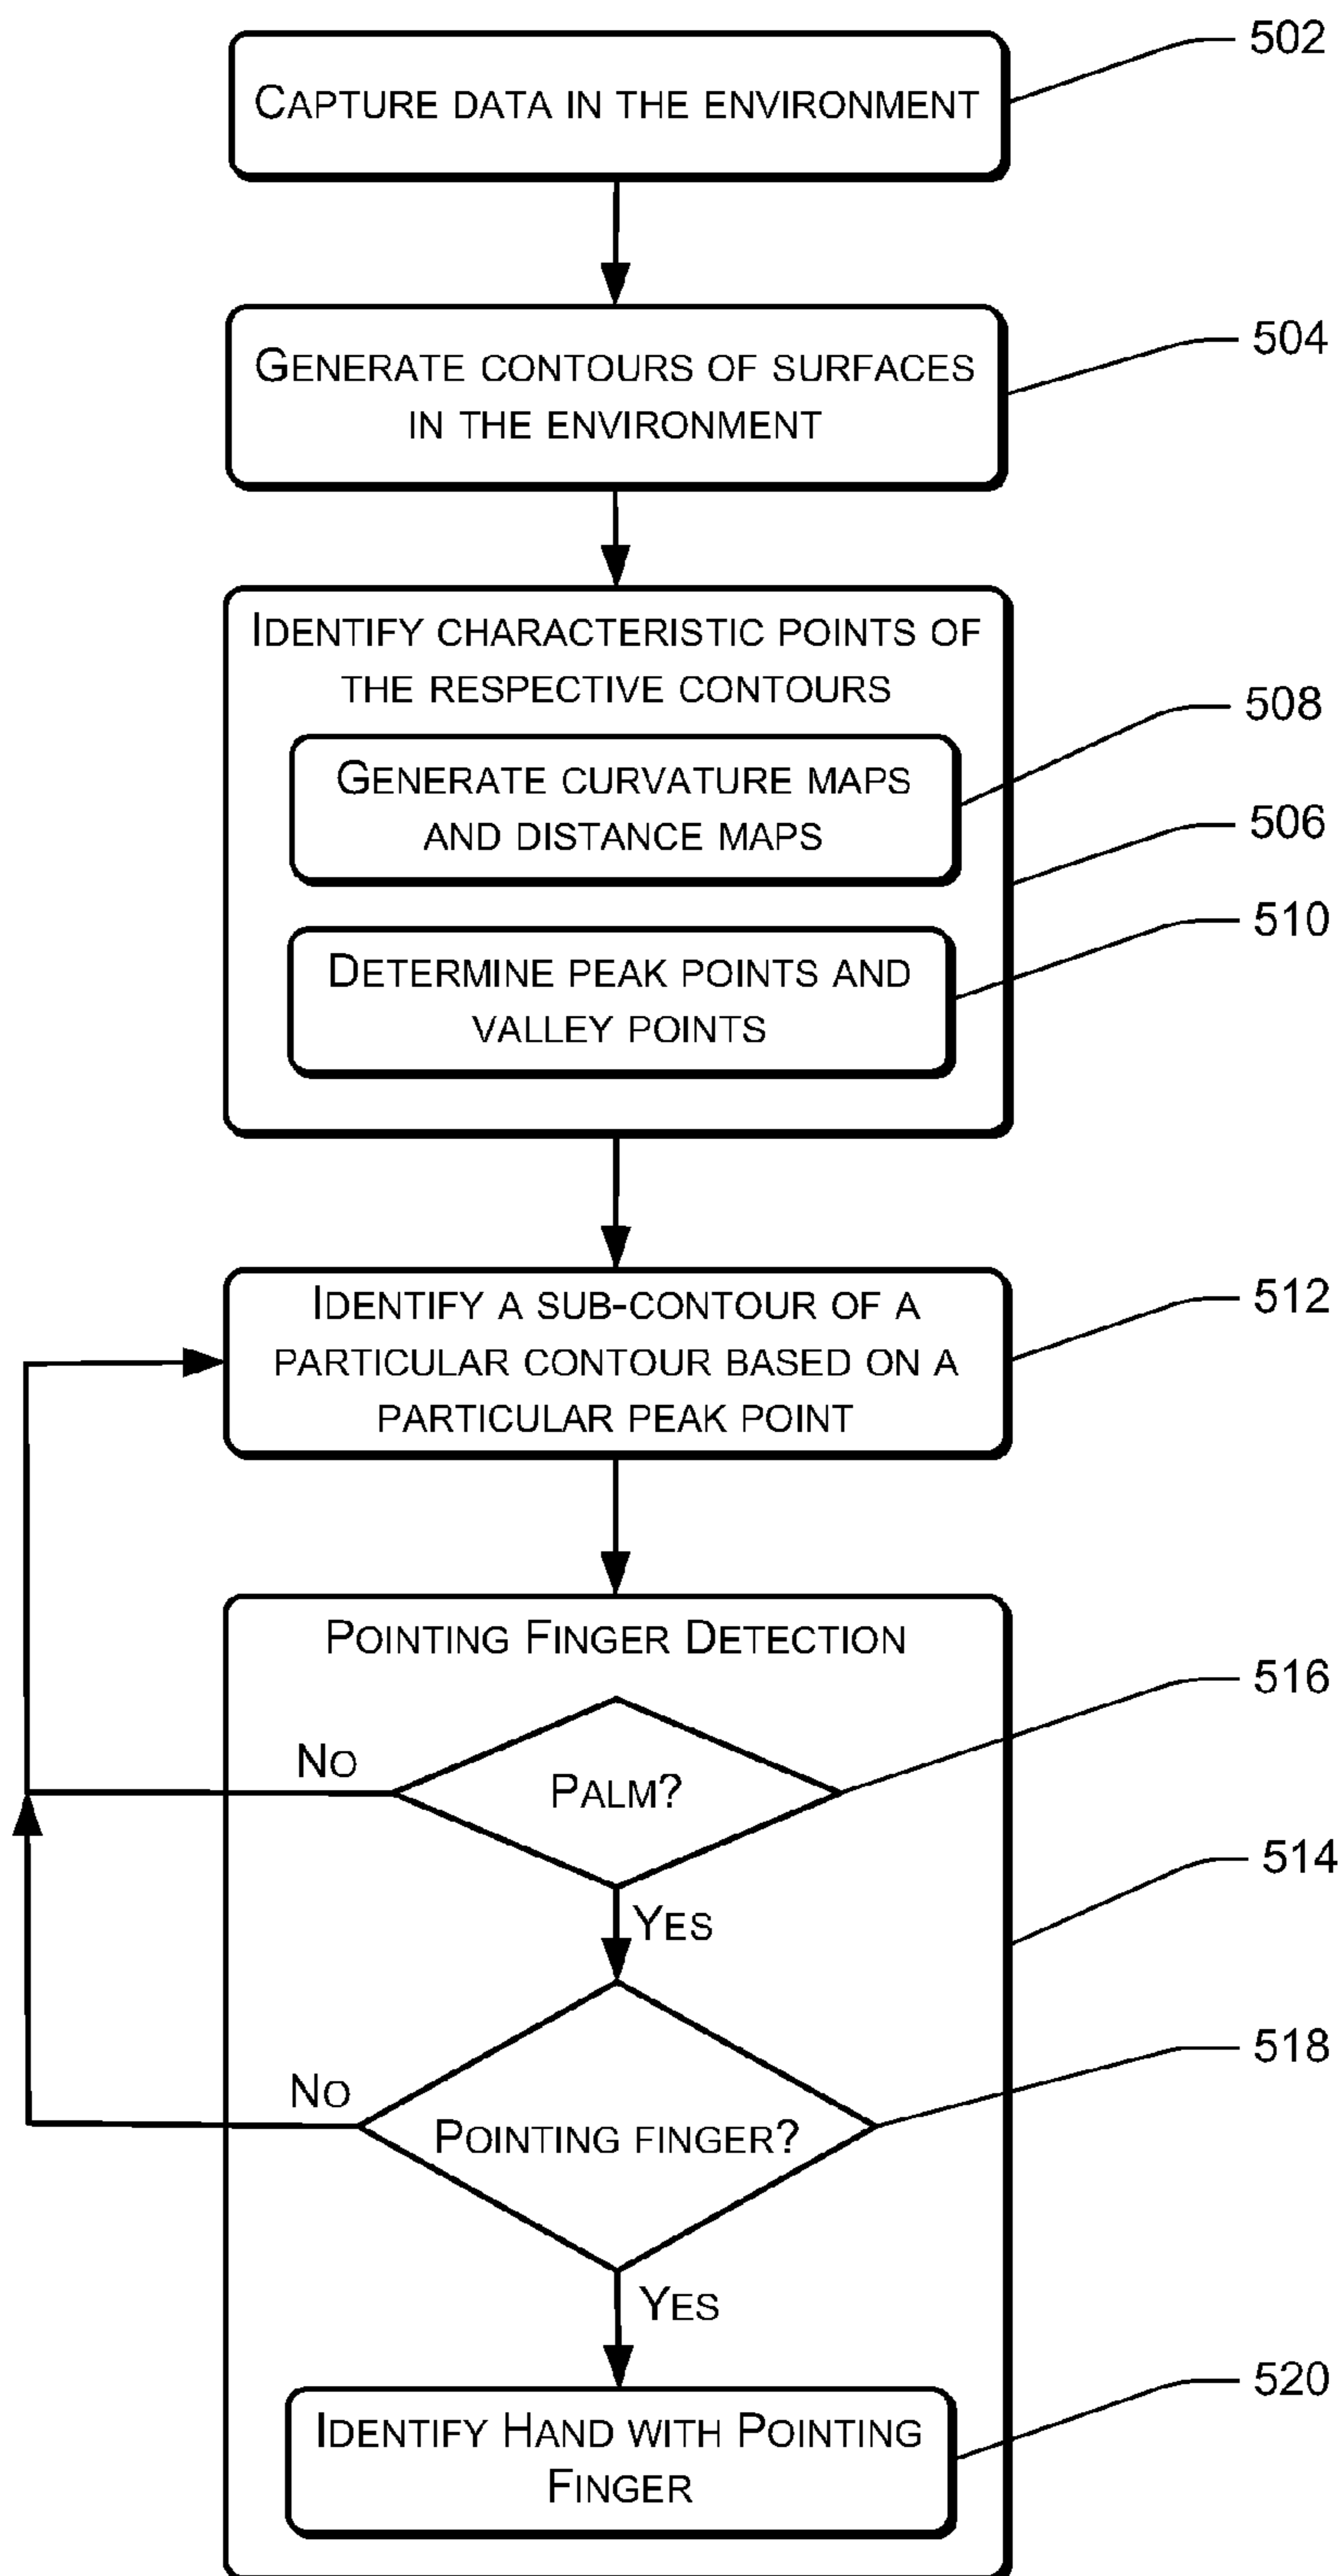 502
CAPTURE DATA IN THE ENVIRONMENT
504
GENERATE CONTOURS OF SURFACES
IN THE ENVIRONMENT
IDENTIFY CHARACTERISTIC POINTS OF
THE RESPECTIVE CONTOURS
508
GENERATE CURVATURE MAPS
AND DISTANCE MAPS
506
510
DETERMINE PEAK POINTS AND
VALLEY POINTS
512
IDENTIFY A SUB-CONTOUR OF A
PARTICULAR CONTOUR BASED ON A
PARTICULAR PEAK POINT
POINTING FINGER DETECTION
516
NO
PALM?
514
YES
518
NO
POINTING FINGER?
YES
520
IDENTIFY HAND WITH POINTING
FINGER